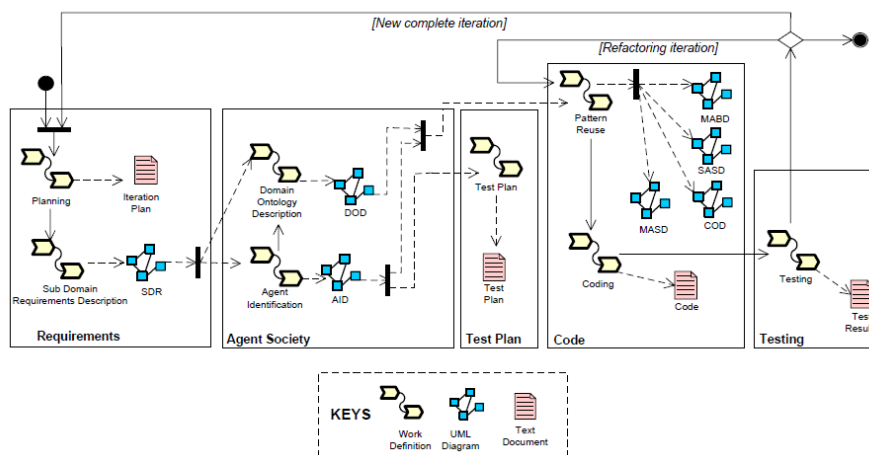 [New complete iteration]
[Refactoring iteration]
Planning
Iteration
Plan
Sub Domain
Requirements Description
SDR
Requirements
Domain
Ontology
Description
DOD
Agent
Identification
AID
Agent Society
Test Plan
Test
Plan
Test Plan
Pattern
Reuse
MABD
SASD
MASD
COD
Coding
Code
Code
Testing
Test
Result
Testing
KEYS
Work
Definition
UML
Diagram
Text
Document